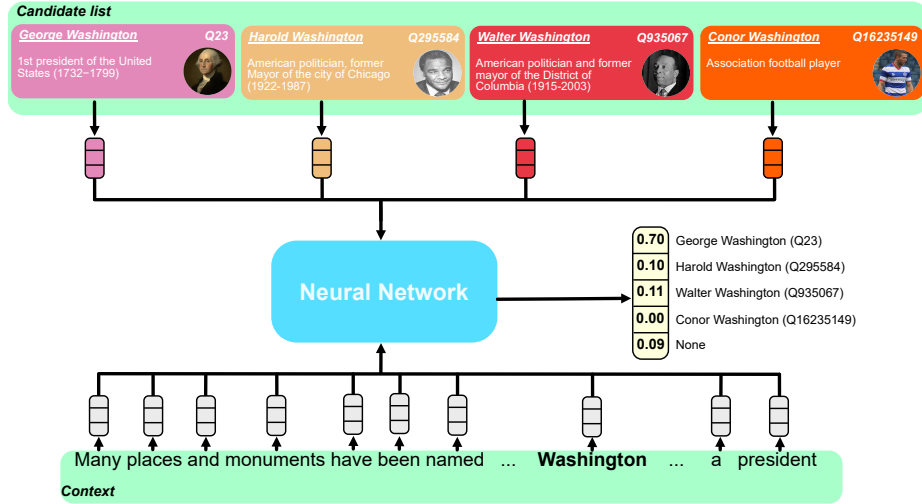 Candidate list
George Washington Q23
1st president of the United
States (1732–1799)
Harold Washington Q295584
American politician, former
Mayor of the city of Chicago
(1922-1987)
Walter Washington Q935067
American politician and former
mayor of the District of
Columbia (1915-2003)
Conor Washington Q16235149
Association football player
Neural Network
0.70 George Washington (Q23)
0.10 Harold Washington (Q295584)
0.11 Walter Washington (Q935067)
0.00 Conor Washington (Q16235149)
0.09 None
Many places and monuments have been named ... Washington ... a president
Context